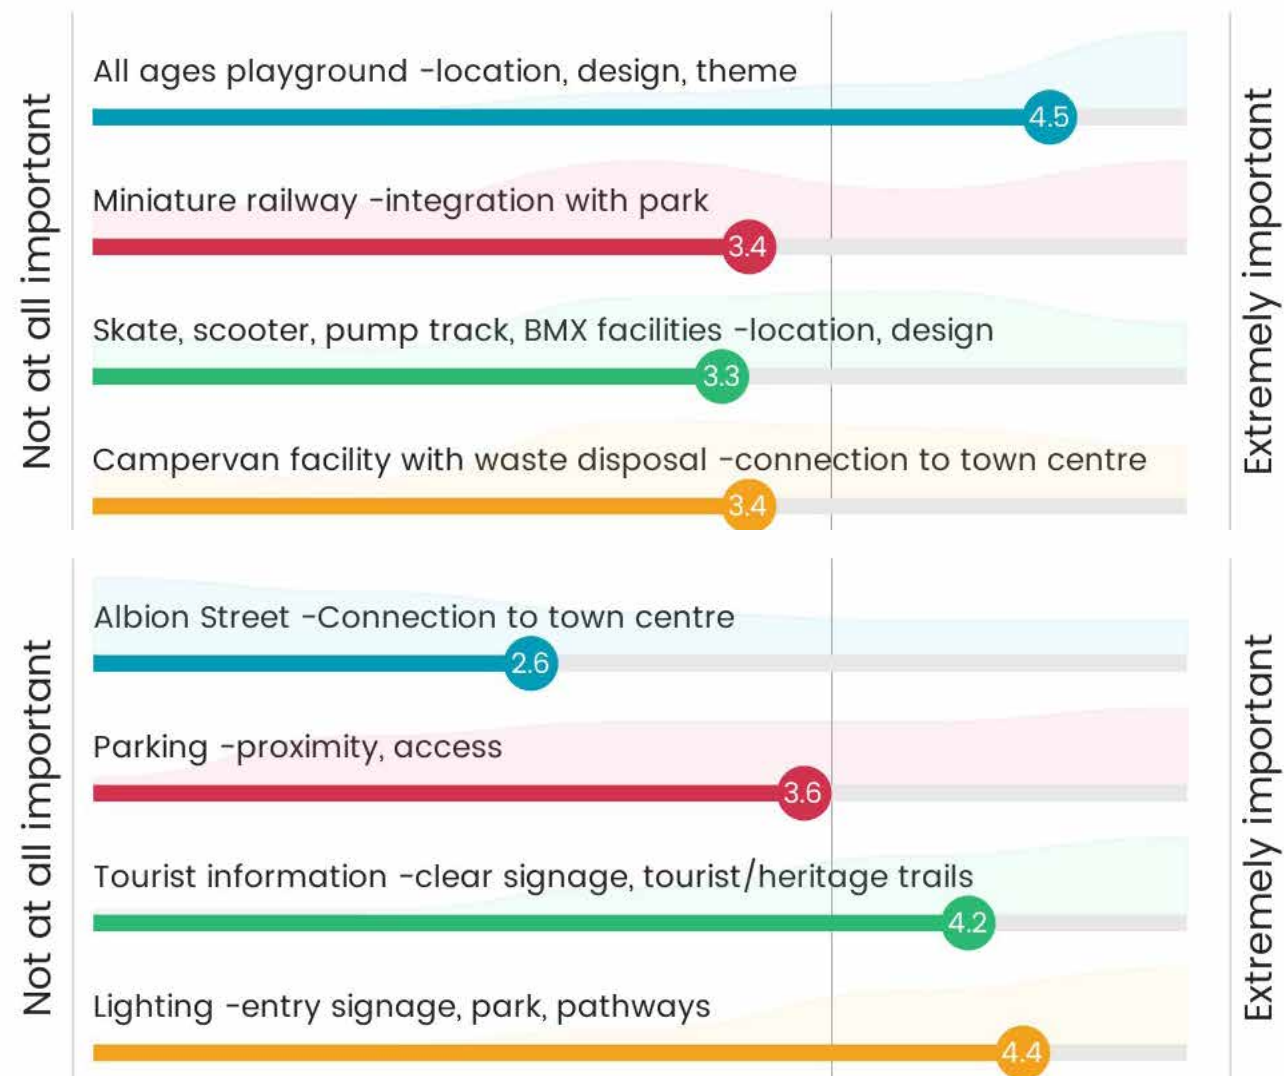 Not at all important
All ages playground -location, design, theme
4.5
Miniature railway -integration with park
3.4
Skate, scooter, pump track, BMX facilities -location, design
3.3
Campervan facility with waste disposal -connection to town centre
3.4
Extremely important
Not at all important
Albion Street -Connection to town centre
2.6
Parking -proximity, access
3.6
Tourist information -clear signage, tourist/heritage trails
4.2
Lighting -entry signage, park, pathways
4.4
Extremely important